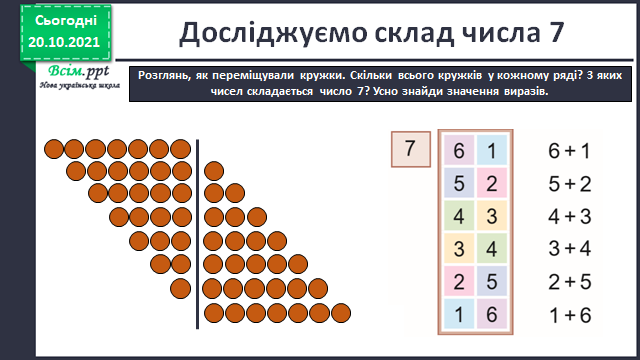 Сьогодні
20.10.2021
Досліджуємо склад числа 7
Всім.ppt
Нова українська школа
Розглянь, як переміщували кружки. Скільки всього кружків у кожному ряді? З яких
чисел складається число 7? Усно знайди значення виразів.
7
6 1 6 + 1
5 2 5 + 2
4 3 4 + 3
3 4 3 + 4
2 5 2 + 5
1 6 1 + 6